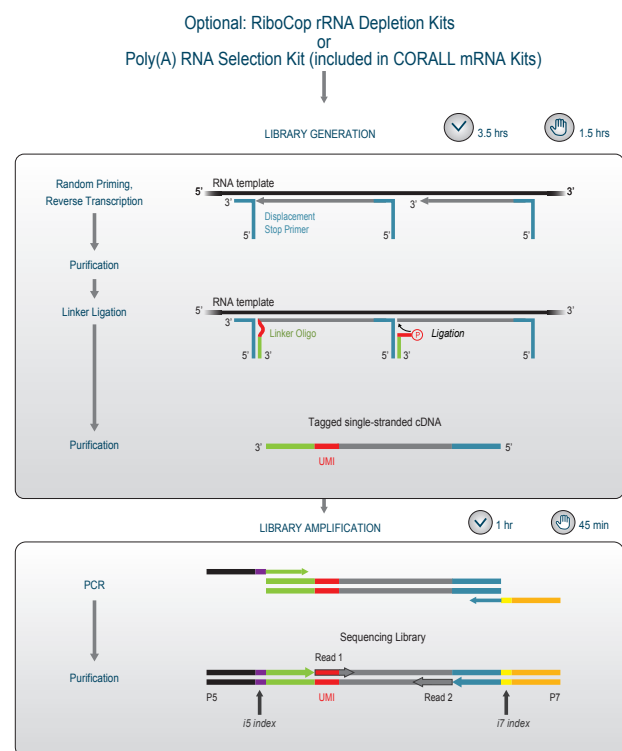 Optional: RiboCop rRNA Depletion Kits
or
Poly(A) RNA Selection Kit (included in CORALL mRNA Kits)
LIBRARY GENERATION 3.5 hrs 1.5 hrs
Random Priming,
Reverse Transcription
RNA template
5' 3'
3' 3'
Displacement
Stop Primer
5' 5' 5'
Purification
Linker Ligation
RNA template
5' 3'
3'
Linker Oligo P Ligation
5' 3' 5' 3' 5'
Tagged single-stranded cDNA
Purification
3' 5'
UMI
LIBRARY AMPLIFICATION 1 hr 45 min
PCR
Sequencing Library
Read 1
Purification
P5 UMI Read 2 P7
i5 index i7 index